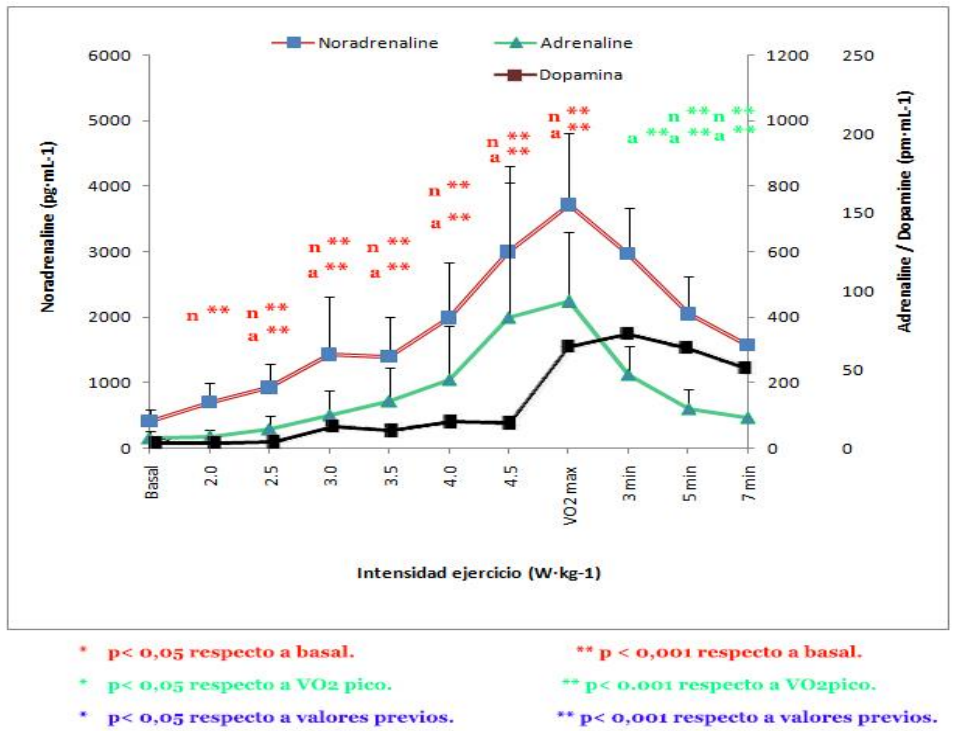 Noradrenaline Adrenaline
Dopamina
6000 1200 250
5000 1000
200
4000 800
150
3000 600
100
2000 400
50
1000 200
0 0 0
Noradrenaline (pg·mL-1)
Adrenaline / Dopamine (pm·mL-1)
n ** n ** n **
n ** a ** a ** a ** a **
n **
a **
n **
a **
n ** n **
a ** a **
n ** n **
a **
Basal 2.0 2.5 3.0 3.5 4.0 4.5 VO2 max 3 min 5 min 7 min
Intensidad ejercicio (W·kg-1)
* p< 0,05 respecto a basal. ** p < 0,001 respecto a basal.
* p< 0,05 respecto a VO2 pico. ** p< 0.001 respecto a VO2pico.
* p< 0,05 respecto a valores previos. ** p< 0,001 respecto a valores previos.